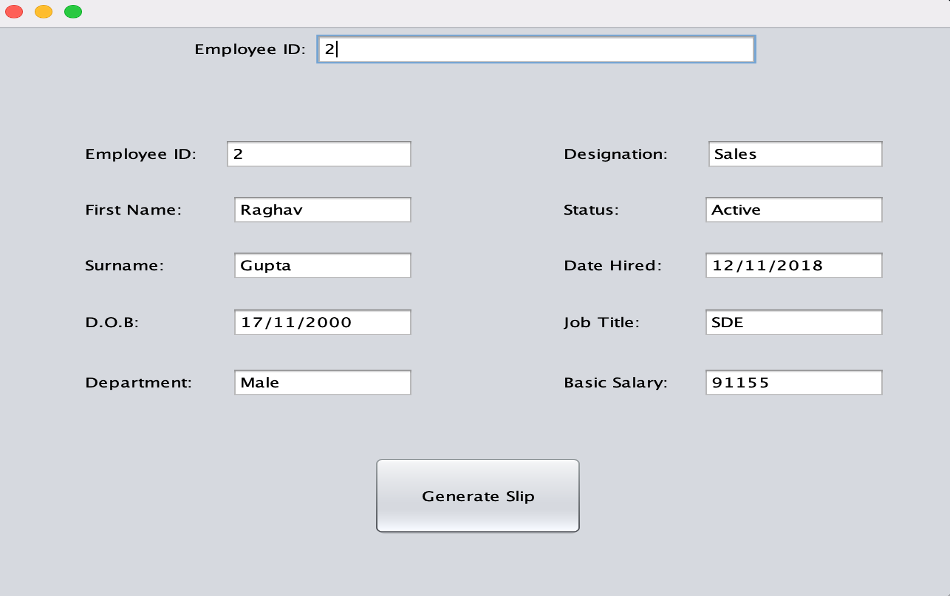 Employee ID: 2
Employee ID: 2 Designation: Sales
First Name: Raghav Status: Active
Surname: Gupta Date Hired: 12/11/2018
D.O.B: 17/11/2000 Job Title: SDE
Department: Male Basic Salary: 91155
Generate Slip